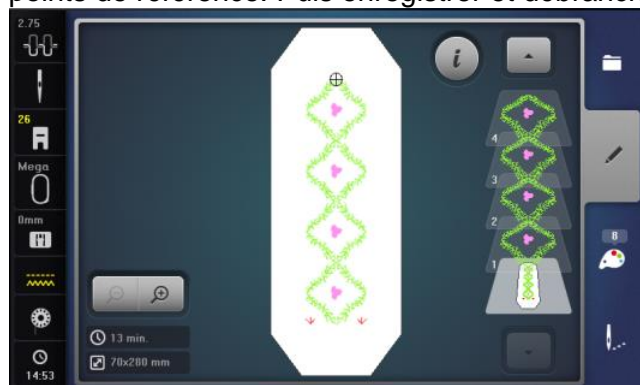 points de référence. Puis enregistrer et débranc
2.75
26
Mega
0mm
14:53
i
13 min.
70x280 mm
4
3
2
1
8